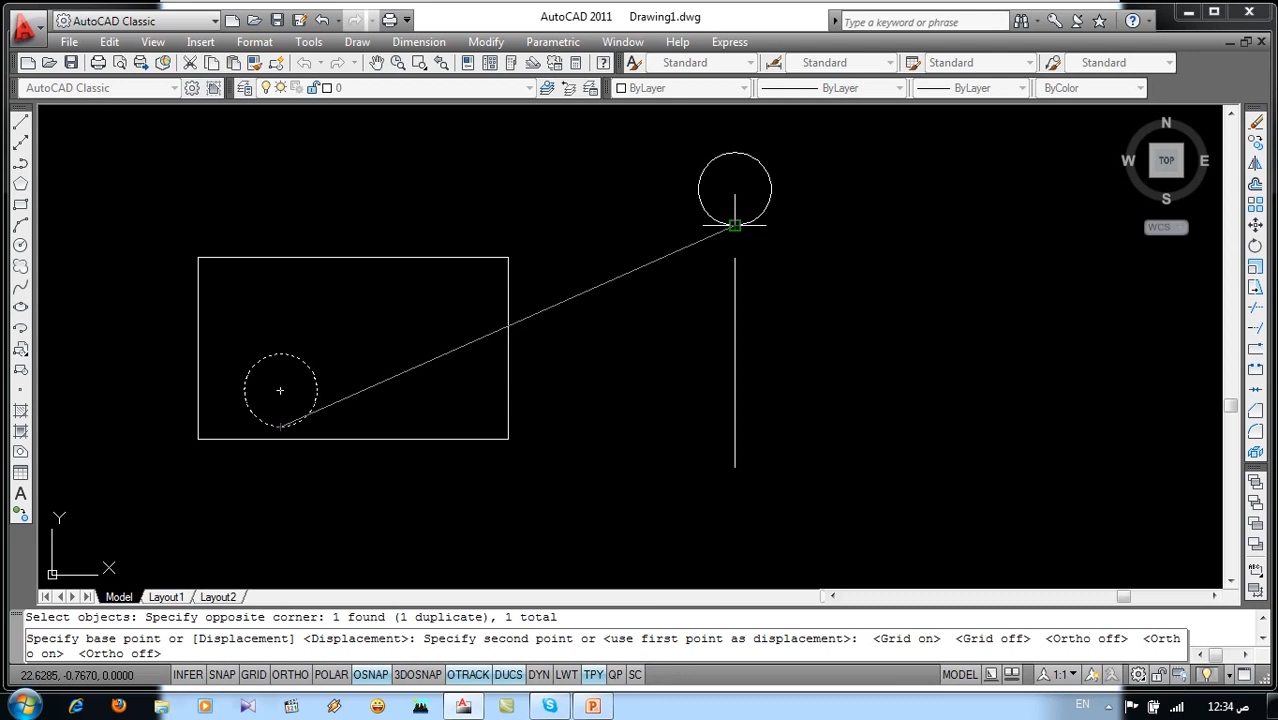 AutoCAD Classic
AutoCAD 2011 Drawing1.dwg
Type a keyword or phrase
File Edit View Insert Format Tools Draw Dimension Modify Parametric Window Help Express
Standard Standard Standard Standard
AutoCAD Classic 0 ByLayer ByLayer ByLayer ByColor
N
W TOP E
S
WCS
Y
X
Model Layout1 Layout2
Select objects: Specify opposite corner: 1 found (1 duplicate), 1 total
Specify base point or [Displacement] <Displacement>: Specify second point or <use first point as displacement>: <Grid on> <Grid off> <Ortho off> <Orth
o on> <Ortho off>
22.6285, -0.7670, 0.0000 INFER SNAP GRID ORTHO POLAR OSNAP 3DOSNAP OTRACK DUCS DYN LWT TPY QP SC MODEL 1:1
EN 12:34 ص